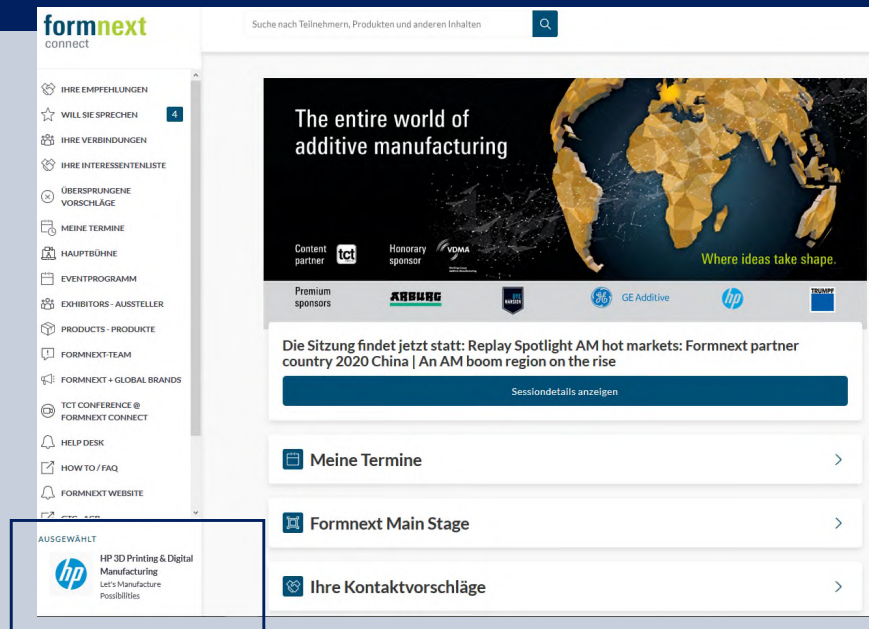 formnext
connect
Suche nach Teilnehmern, Produkten und anderen Inhalten
IHRE EMPFEHLUNGEN
WILL SIE SPRECHEN 4
IHRE VERBINDUNGEN
IHRE INTERESSENTENLISTE
ÜBERSPRUNGENE
VORSCHLÄGE
MEINE TERMINE
HAUPTBÜHNE
EVENTPROGRAMM
EXHIBITORS - AUSSTELLER
PRODUCTS - PRODUKTE
FORMNEXT-TEAM
FORMNEXT + GLOBAL BRANDS
TCT CONFERENCE @
FORMNEXT CONNECT
HELP DESK
HOW TO / FAQ
FORMNEXT WEBSITE
AUSGEWÄHLT
hp
HP 3D Printing & Digital
Manufacturing
Let's Manufacture
Possibilities
The entire world of
additive manufacturing
Content
partner
tct
Honorary
sponsor
VDMA
Where ideas take shape.
Premium
sponsors
ARBURG
GE Additive
hp
TRUMPF
Die Sitzung findet jetzt statt: Replay Spotlight AM hot markets: Formnext partner
country 2020 China | An AM boom region on the rise
Sessiondetails anzeigen
Meine Termine
Formnext Main Stage
Ihre Kontaktvorschläge